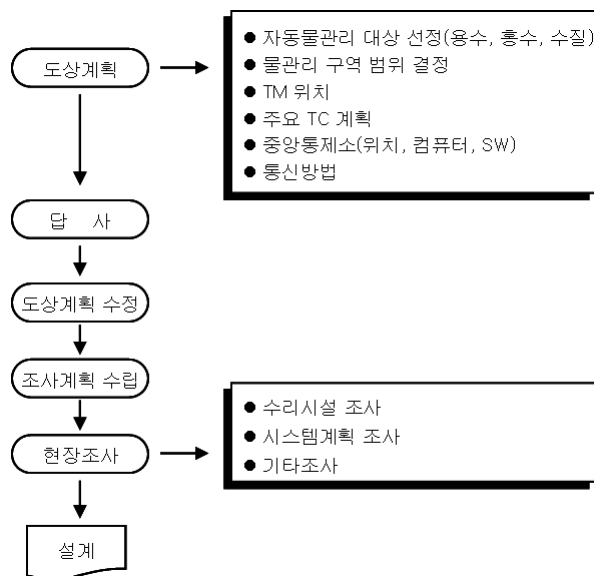 도상계획
● 자동물관리 대상 선정(용수, 홍수, 수질)
● 물관리 구역 범위 결정
● TM 위치
● 주요 TC 계획
● 중앙통제소(위치, 컴퓨터, SW)
● 통신방법
답 사
도상계획 수정
조사계획 수립
현장조사
● 수리시설 조사
● 시스템계획 조사
● 기타조사
설계